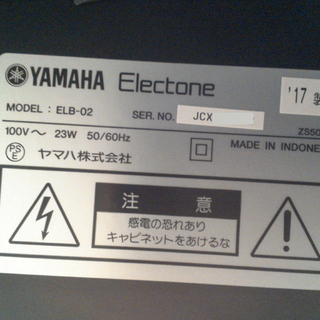 YAMAHA Electone
'17 製
MODEL : ELB-02 SER. NO. JCX
100V〜 23W 50/60Hz ZS50
PS E ヤマハ株式会社 MADE IN INDONE
注 意
感電の恐れあり
キャビネットをあけるな